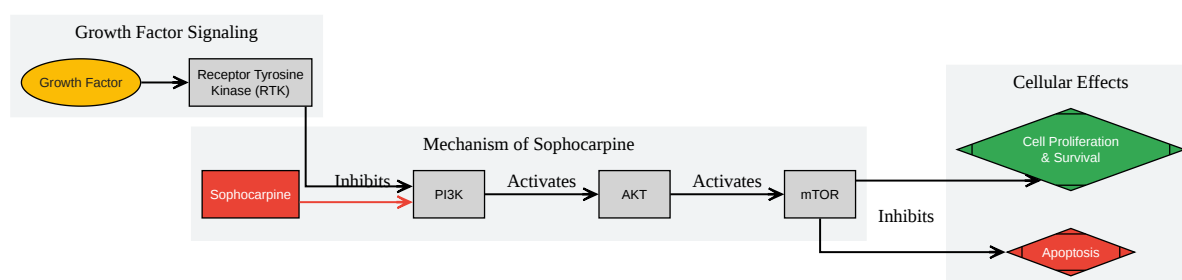 Growth Factor Signaling
Growth Factor
Receptor Tyrosine
Kinase (RTK)
Mechanism of Sophocarpine
Sophocarpine
Inhibits
PI3K
Activates
AKT
Activates
mTOR
Inhibits
Cellular Effects
Cell Proliferation
& Survival
Apoptosis